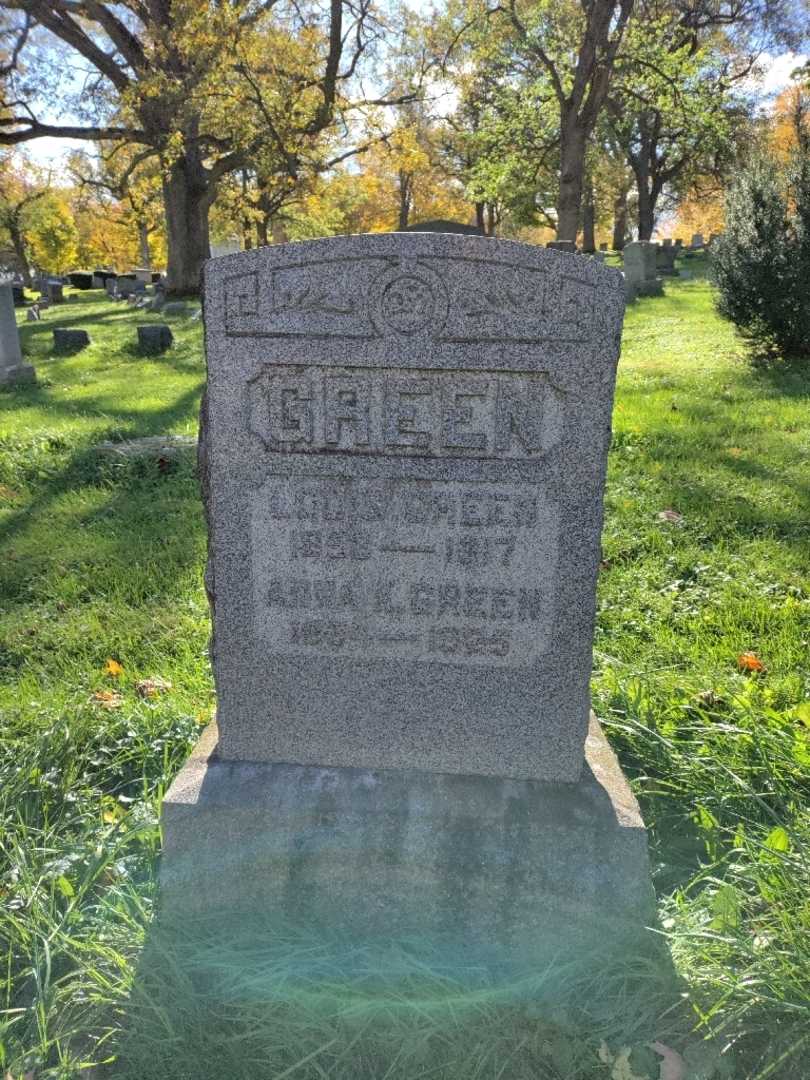 GREEN
LOUIS GREEN
— 1917
ANNA K. GREEN
—